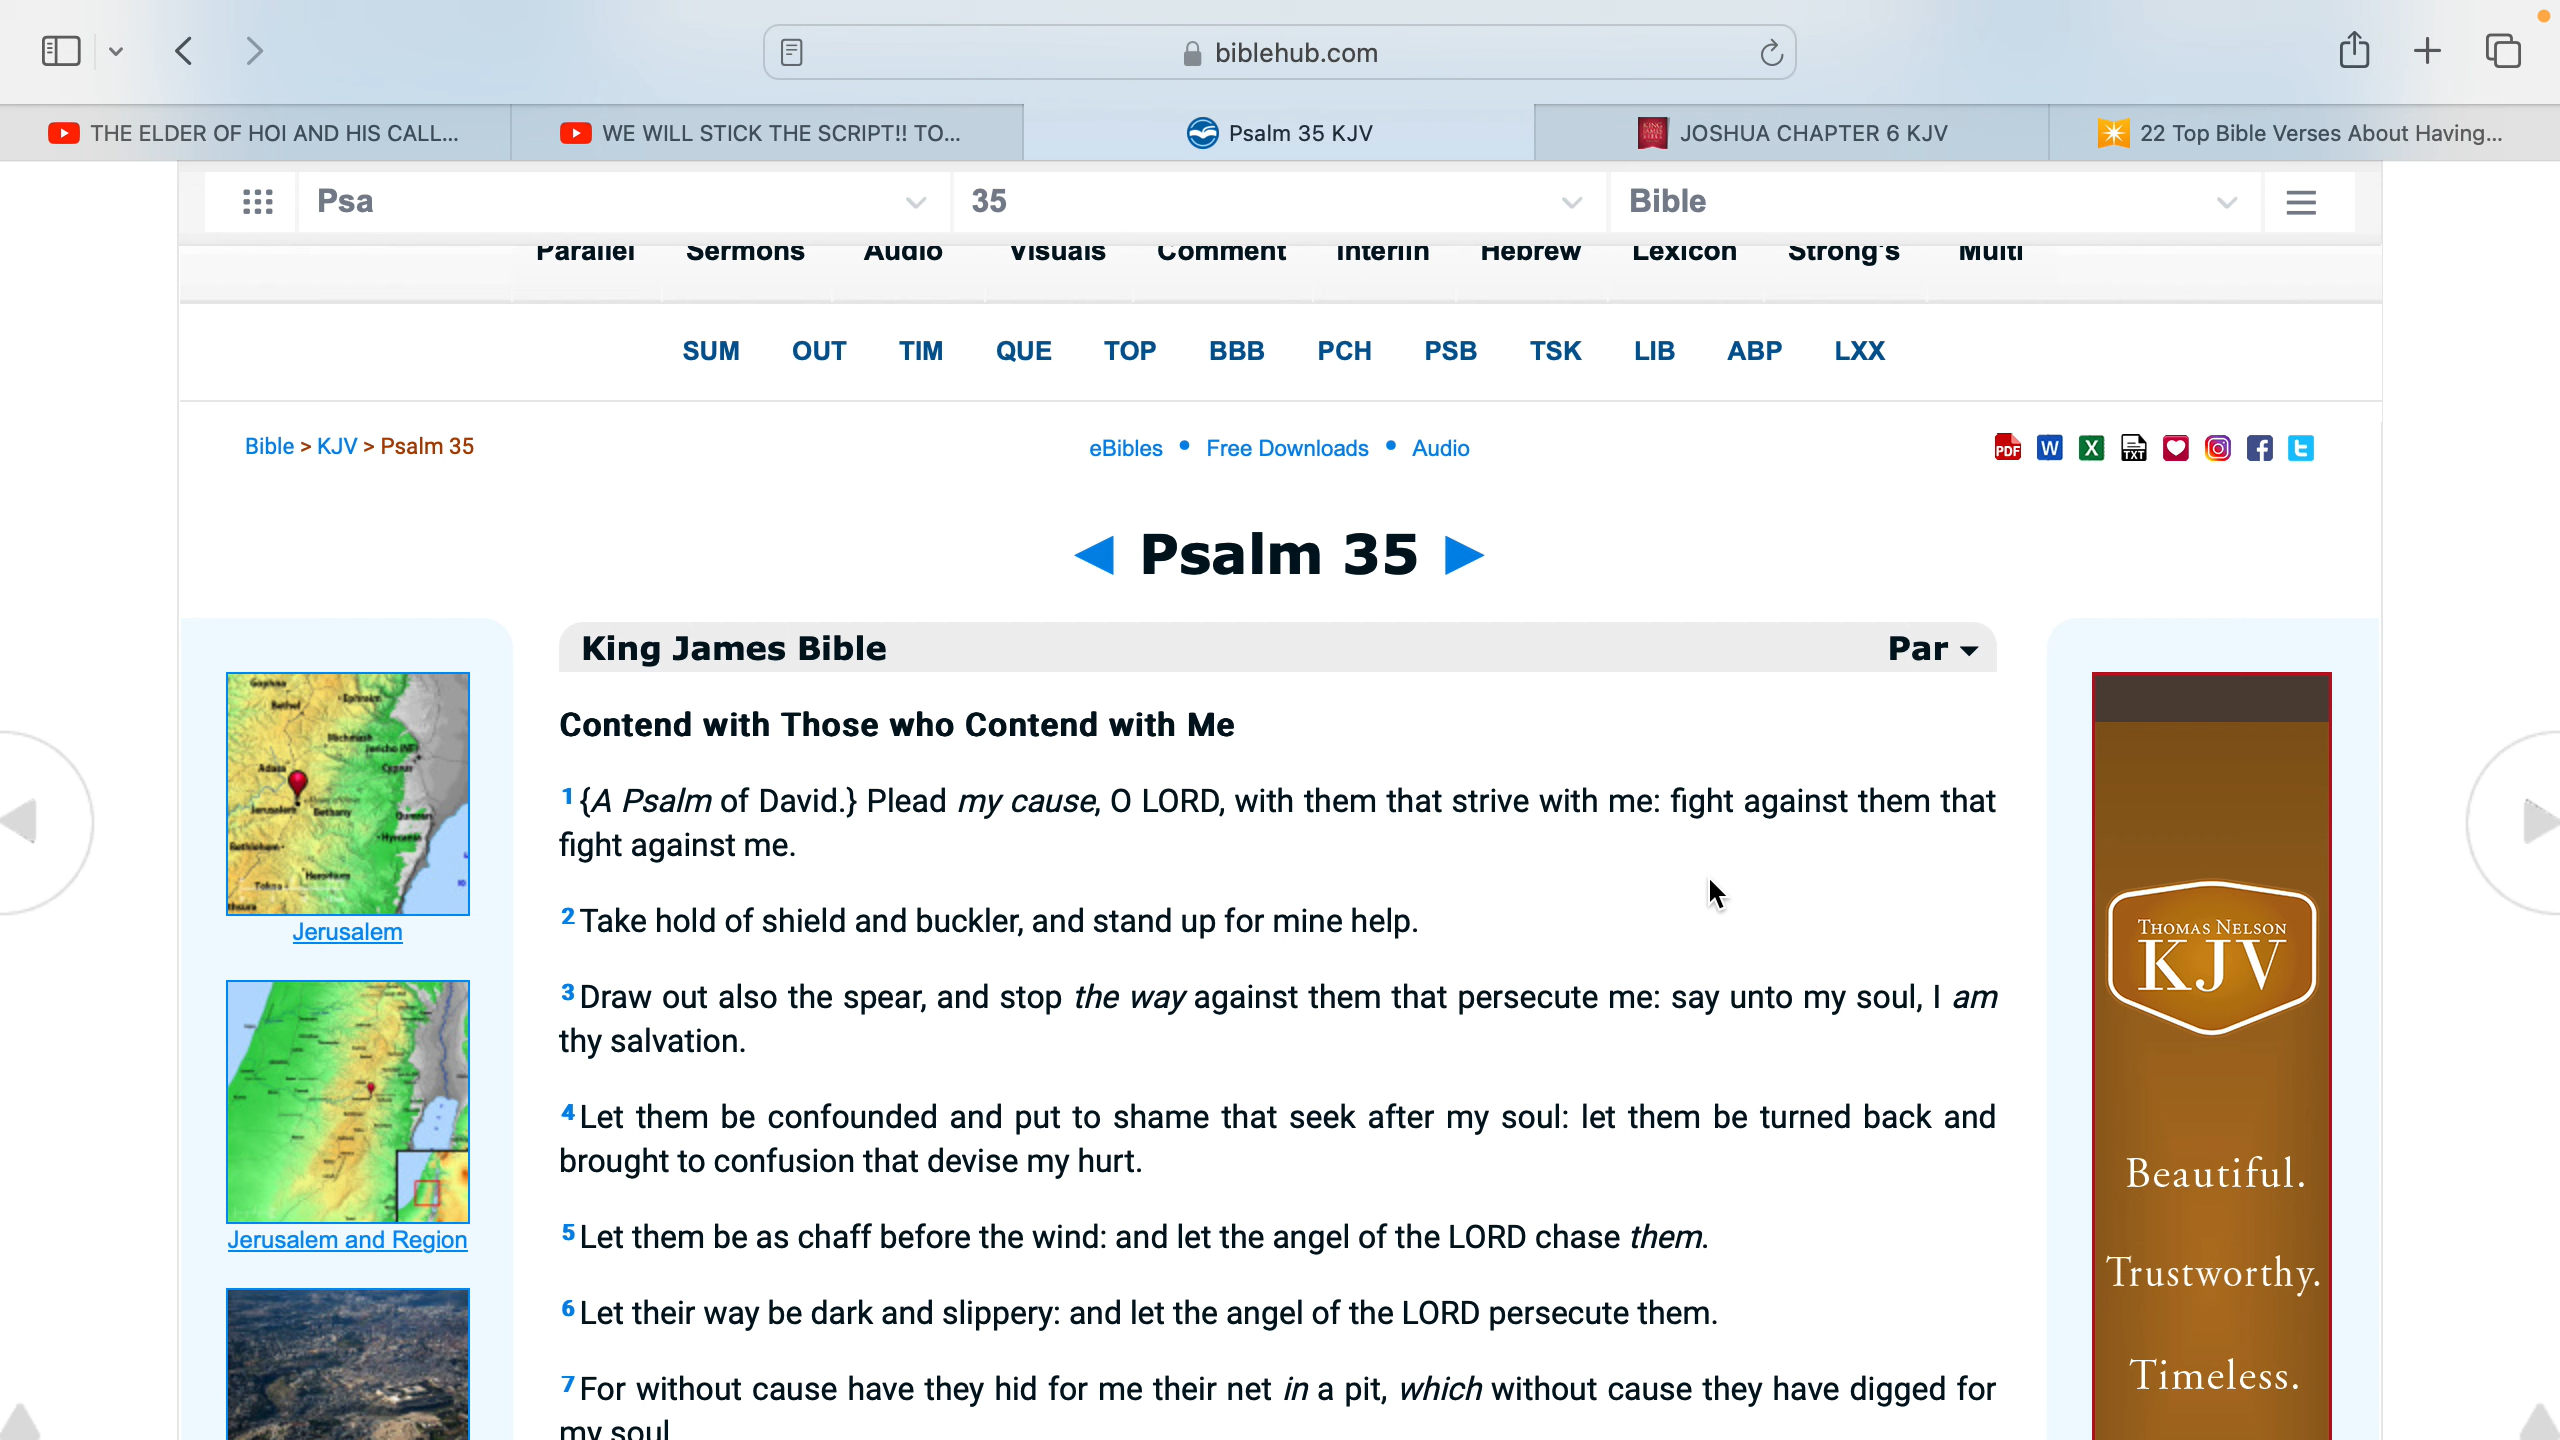 biblehub.com
THE ELDER OF HOI AND HIS CALL...
WE WILL STICK THE SCRIPT!! TO...
Psalm 35 KJV
JOSHUA CHAPTER 6 KJV
22 Top Bible Verses About Having...
Psa
35
Bible
Parallel Sermons Audio Visuals Comment Interlin Hebrew Lexicon Strong's Multi
SUM OUT TIM QUE TOP BBB PCH PSB TSK LIB ABP LXX
Bible > KJV > Psalm 35
eBibles • Free Downloads • Audio
PDF W X TXT
◀ Psalm 35 ▶
King James Bible
Par
Contend with Those who Contend with Me
1 {A Psalm of David.} Plead my cause, O LORD, with them that strive with me: fight against them that
fight against me.
2 Take hold of shield and buckler, and stand up for mine help.
3 Draw out also the spear, and stop the way against them that persecute me: say unto my soul, I am
thy salvation.
4 Let them be confounded and put to shame that seek after my soul: let them be turned back and
brought to confusion that devise my hurt.
5 Let them be as chaff before the wind: and let the angel of the LORD chase them.
6 Let their way be dark and slippery: and let the angel of the LORD persecute them.
7 For without cause have they hid for me their net in a pit, which without cause they have digged for
my soul
Jerusalem
Jerusalem and Region
THOMAS NELSON
KJV
Beautiful.
Trustworthy.
Timeless.